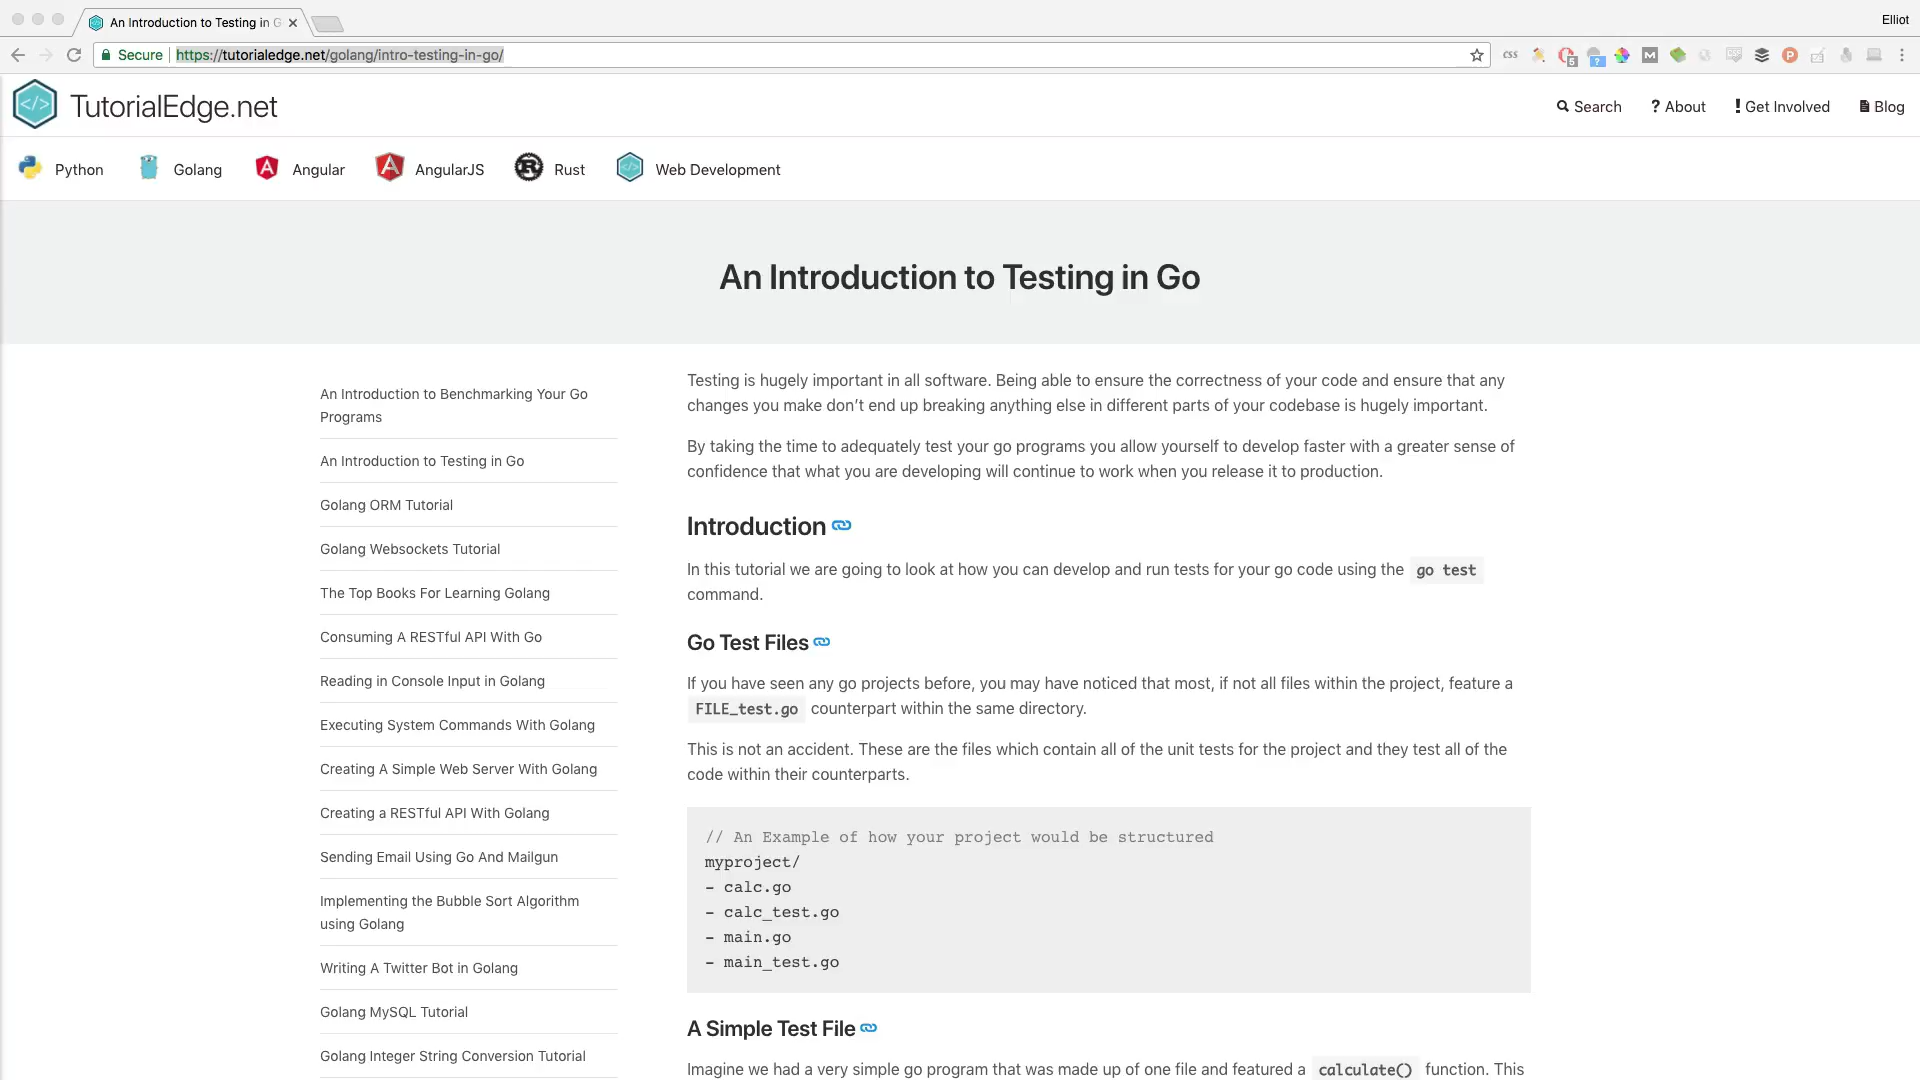 An Introduction to Testing in G
Elliot
Secure
https://tutorialedge.net/golang/intro-testing-in-go/
TutorialEdge.net
Search
? About
! Get Involved
Blog
Python
Golang
Angular
AngularJS
Rust
Web Development
An Introduction to Testing in Go
An Introduction to Benchmarking Your Go
Programs
An Introduction to Testing in Go
Golang ORM Tutorial
Golang Websockets Tutorial
The Top Books For Learning Golang
Consuming A RESTful API With Go
Reading in Console Input in Golang
Executing System Commands With Golang
Creating A Simple Web Server With Golang
Creating a RESTful API With Golang
Sending Email Using Go And Mailgun
Implementing the Bubble Sort Algorithm
using Golang
Writing A Twitter Bot in Golang
Golang MySQL Tutorial
Golang Integer String Conversion Tutorial
Testing is hugely important in all software. Being able to ensure the correctness of your code and ensure that any
changes you make don’t end up breaking anything else in different parts of your codebase is hugely important.
By taking the time to adequately test your go programs you allow yourself to develop faster with a greater sense of
confidence that what you are developing will continue to work when you release it to production.
Introduction
In this tutorial we are going to look at how you can develop and run tests for your go code using the go test
command.
Go Test Files
If you have seen any go projects before, you may have noticed that most, if not all files within the project, feature a
FILE_test.go counterpart within the same directory.
This is not an accident. These are the files which contain all of the unit tests for the project and they test all of the
code within their counterparts.
// An Example of how your project would be structured
myproject/
- calc.go
- calc_test.go
- main.go
- main_test.go
A Simple Test File
Imagine we had a very simple go program that was made up of one file and featured a calculate() function. This